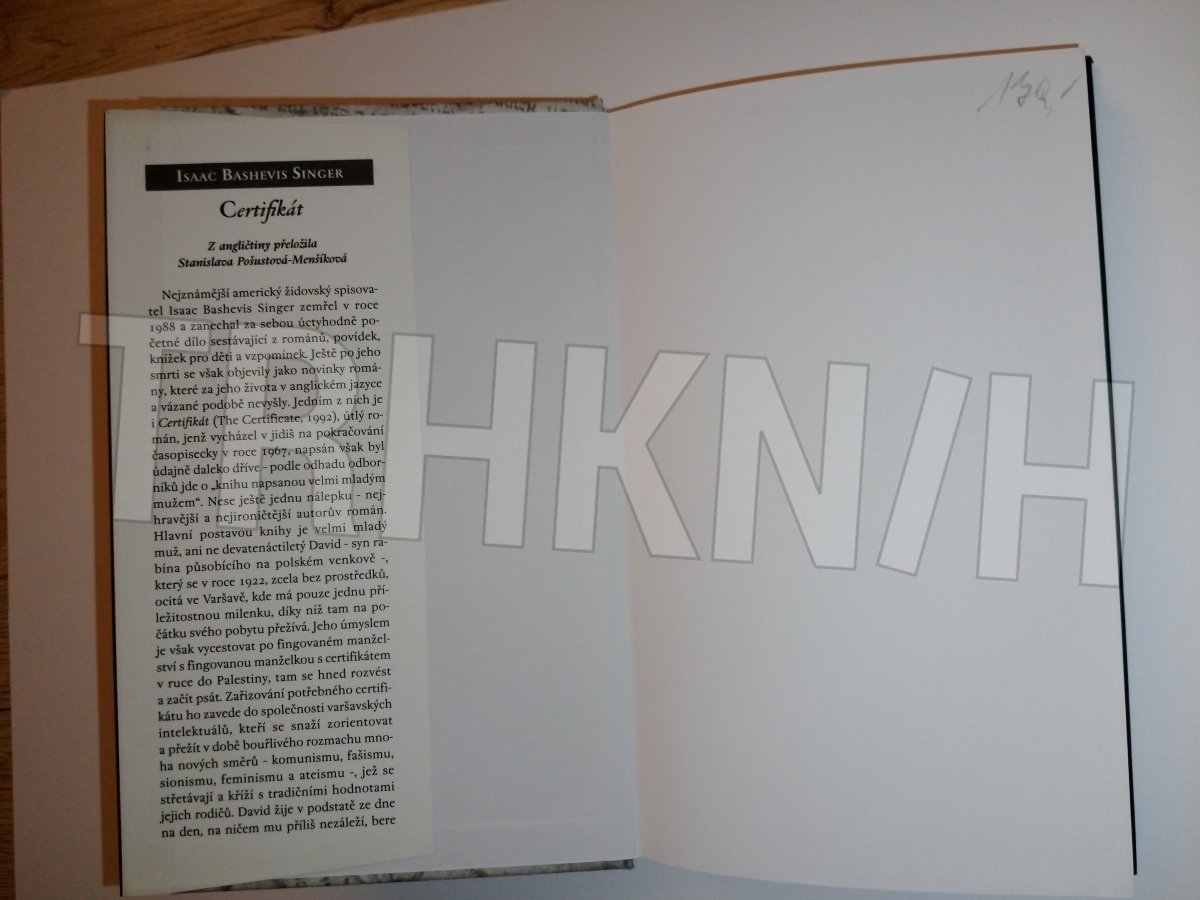 ISAAC BASHEVIS SINGER
Certifikát
Z angličtiny přeložila
Stanislava Pošustová-Menšíková
Nejznámější americký židovský spisova-
tel Isaac Bashevis Singer zemřel v roce
1988 a zanechal za sebou úctyhodně po-
četné dílo sestávající z románů, povídek,
knížek pro děti a vzpomínek. Ještě po jeho
smrti se však objevily jako novinky romá-
ny, které za jeho života v anglickém jazyce
a vázané podobě nevyšly. Jedním z nich je
i Certifikát (The Certificate, 1992), útlý ro-
mán, jenž vycházel v jidiš na pokračování
časopisecky v roce 1967, napsán však byl
údajně daleko dříve - podle odhadu odbor-
níků jde o „knihu napsanou velmi mladým
mužem“. Nese ještě jednu nálepku - nej-
hravější a nejironičtější autorův román.
Hlavní postavou knihy je velmi mladý
muž, ani ne devatenáctiletý David - syn ra-
bína působícího na polském venkově -,
který se v roce 1922, zcela bez prostředků,
ocitá ve Varšavě, kde má pouze jednu pří-
ležitostnou milenku, díky níž tam na po-
čátku svého pobytu přežívá. Jeho úmyslem
je však vycestovat po fingovaném manžel-
ství s fingovanou manželkou s certifikátem
v ruce do Palestiny, tam se hned rozvést
a začít psát. Zařizování potřebného certifi-
kátu ho zavede do společnosti varšavských
intelektuálů, kteří se snaží zorientovat
a přežít v době bouřlivého rozmachu mno-
ha nových směrů - komunismu, fašismu,
sionismu, feminismu a ateismu -, jež se
střetávají a kříží s tradičními hodnotami
jejich rodičů. David žije v podstatě ze dne
na den, na ničem mu příliš nezáleží, bere
TRHKN/H